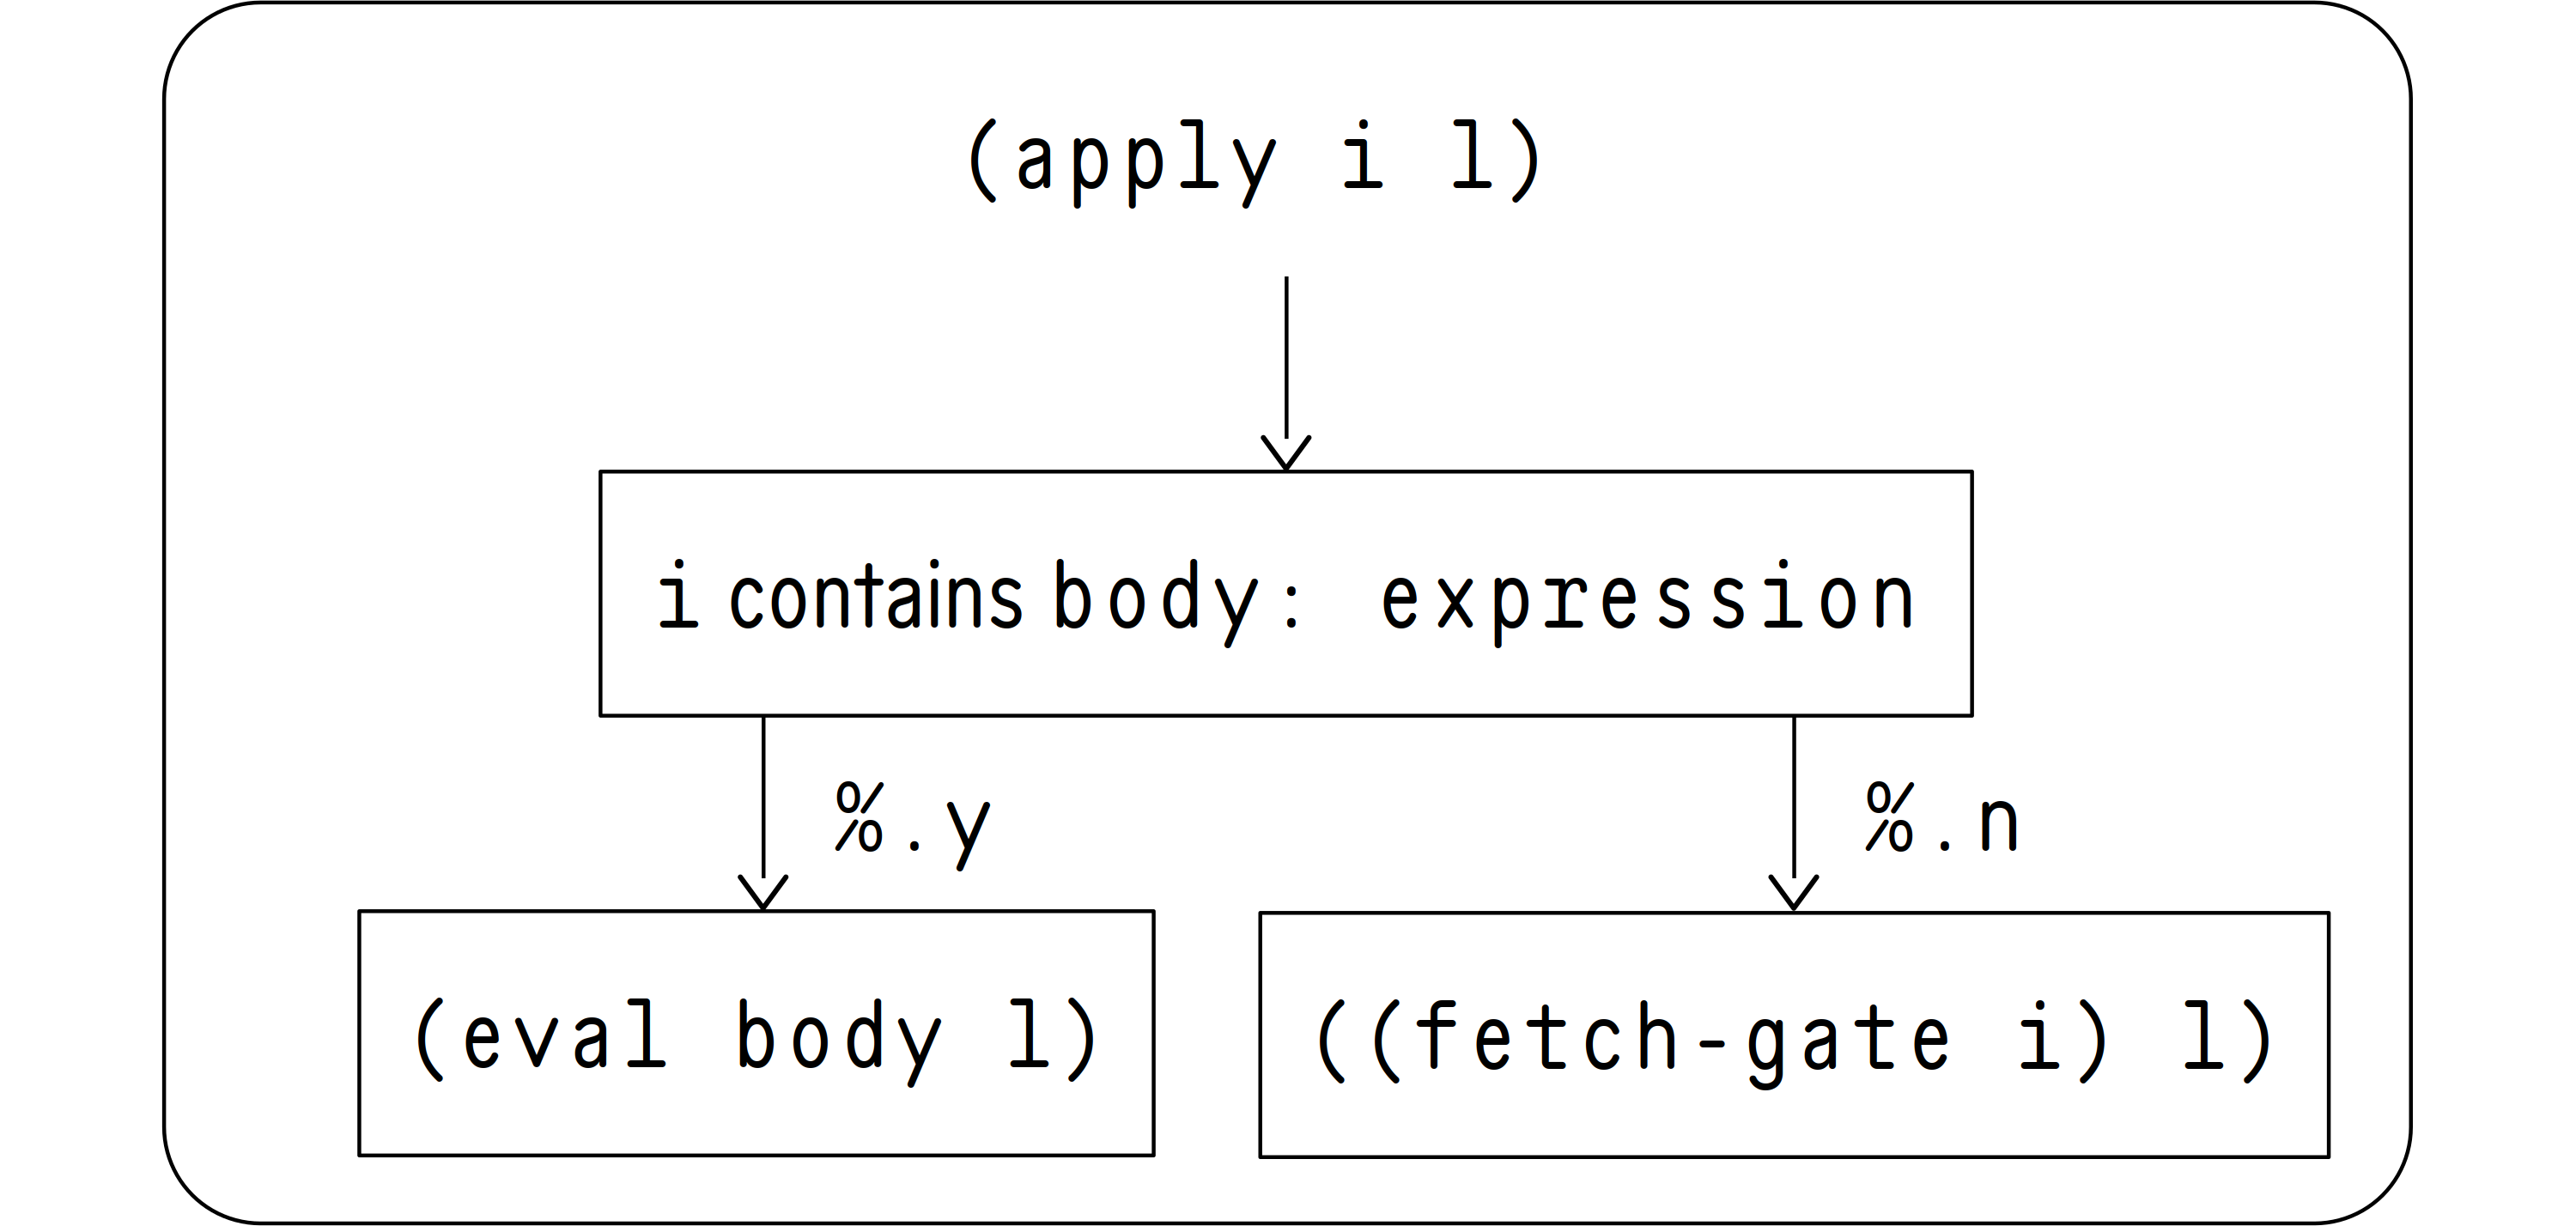 (apply i l)
i contains body: expression
%.y
%.n
(eval body l)
((fetch-gate i) l)